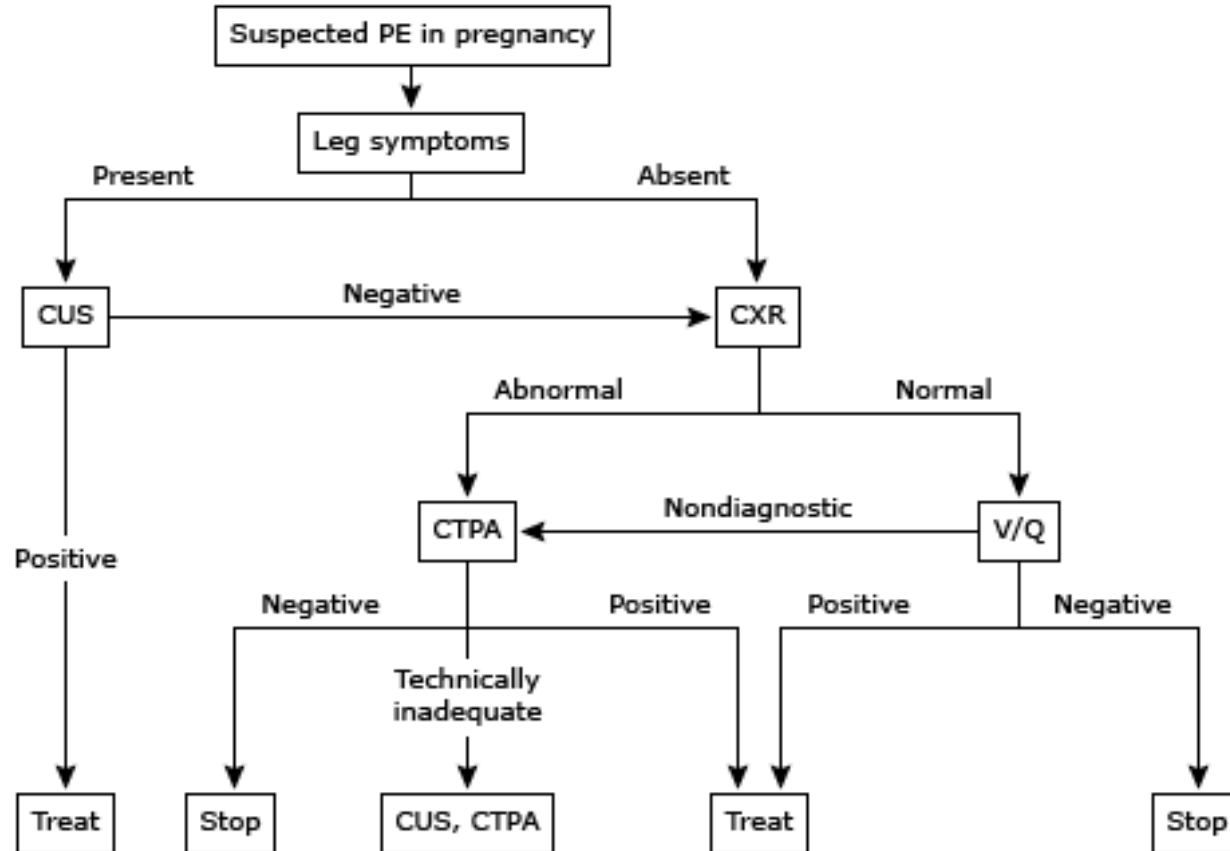 Suspected PE in pregnancy
Leg symptoms
Present
Absent
CUS
Negative
CXR
Abnormal
Normal
CTPA
Nondiagnostic
V/Q
Positive
Negative
Positive
Positive
Negative
Technically
inadequate
Treat
Stop
CUS, CTPA
Treat
Stop